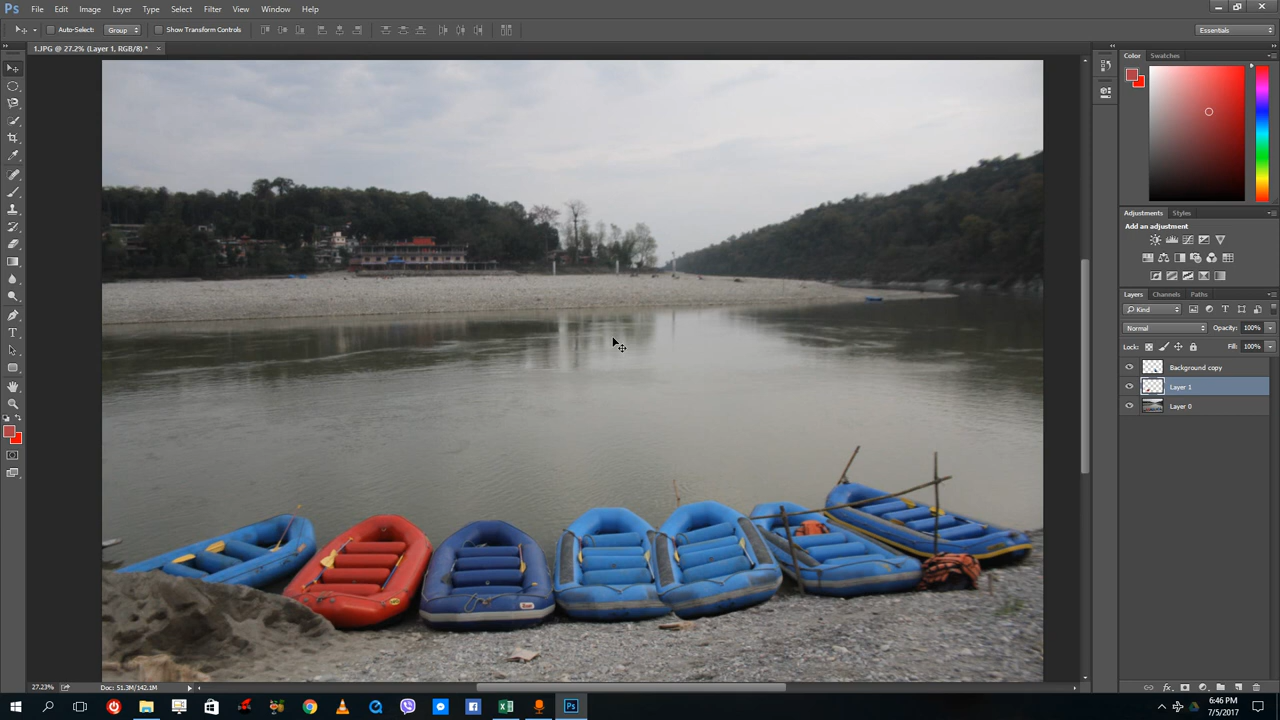 Ps File Edit Image Layer Type Select Filter 3D View Window Help
Auto-Select: Group Show Transform Controls Essentials
1.JPG @ 27.2% (Layer 1, RGB/8) * ×
Color Swatches
Adjustments Styles
Add an adjustment
Layers Channels Paths
Kind
Normal Opacity: 100%
Lock: Fill: 100%
Background copy
Layer 1
Layer 0
27.23% Doc: 51.3M/142.1M
6:46 PM
7/5/2017